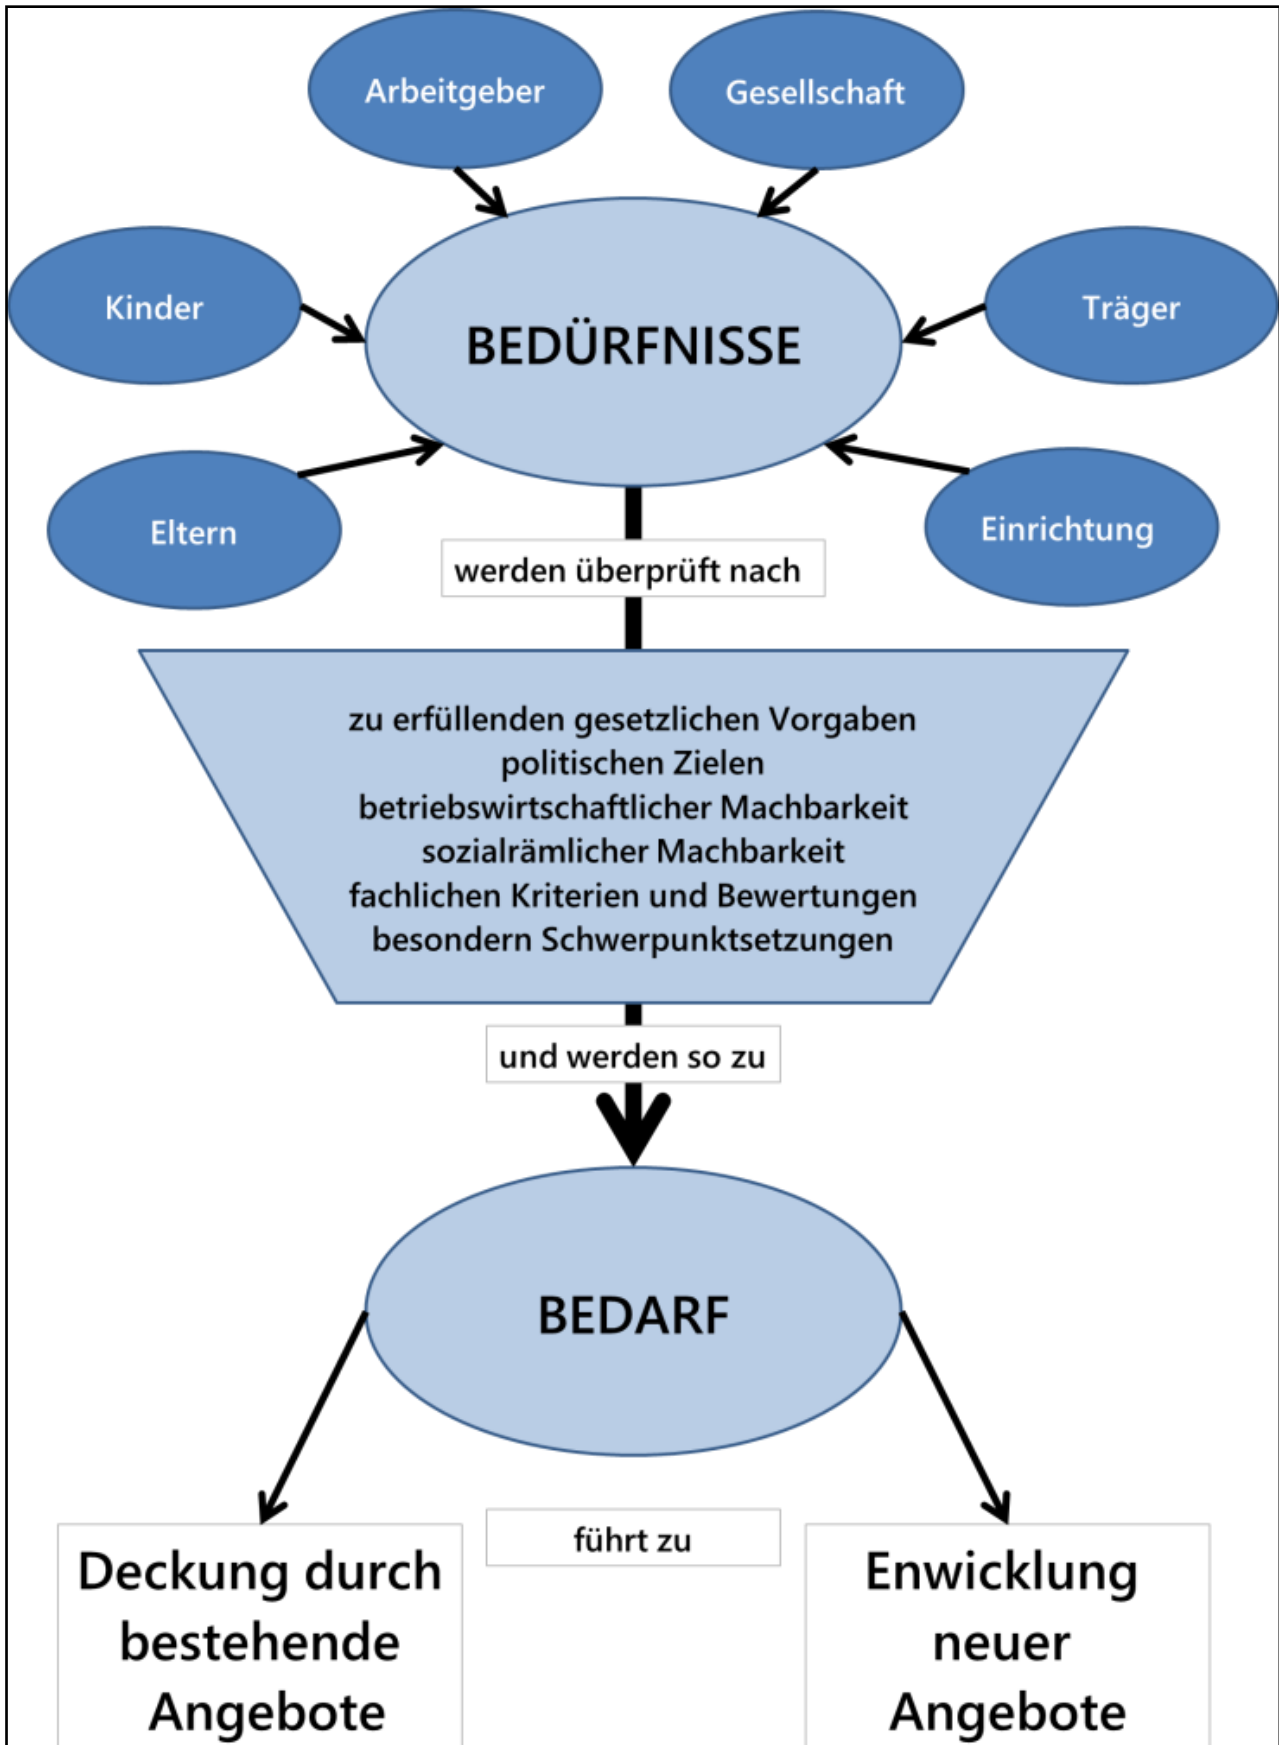 Arbeitgeber
Gesellschaft
Kinder
BEDÜRFNISSE
Träger
Eltern
Einrichtung
werden überprüft nach
zu erfüllenden gesetzlichen Vorgaben
politischen Zielen
betriebswirtschaftlicher Machbarkeit
sozialrämlicher Machbarkeit
fachlichen Kriterien und Bewertungen
besondern Schwerpunktsetzungen
und werden so zu
BEDARF
führt zu
Deckung durch
bestehende
Angebote
Enwicklung
neuer
Angebote